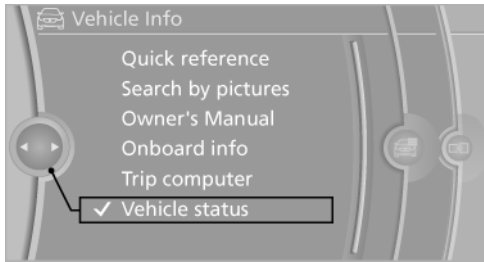 Vehicle Info
Quick reference
Search by pictures
Owner's Manual
Onboard info
Trip computer
Vehicle status